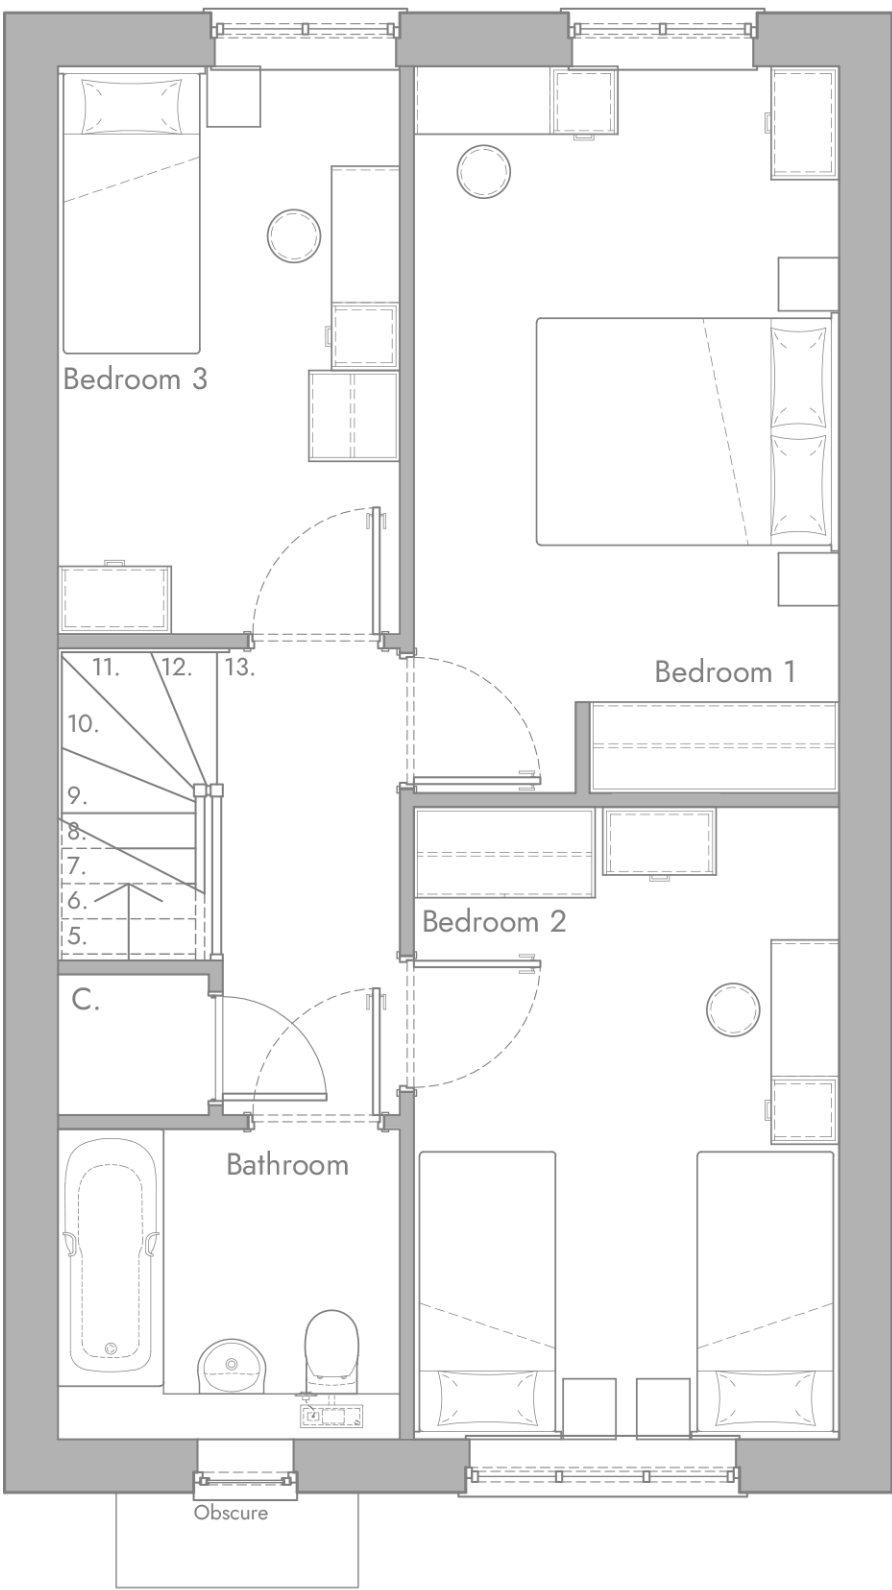 Bedroom 3
Bedroom 1
11. 12. 13.
10.
9.
8.
7.
6.
5.
Bedroom 2
C.
Bathroom
Obscure